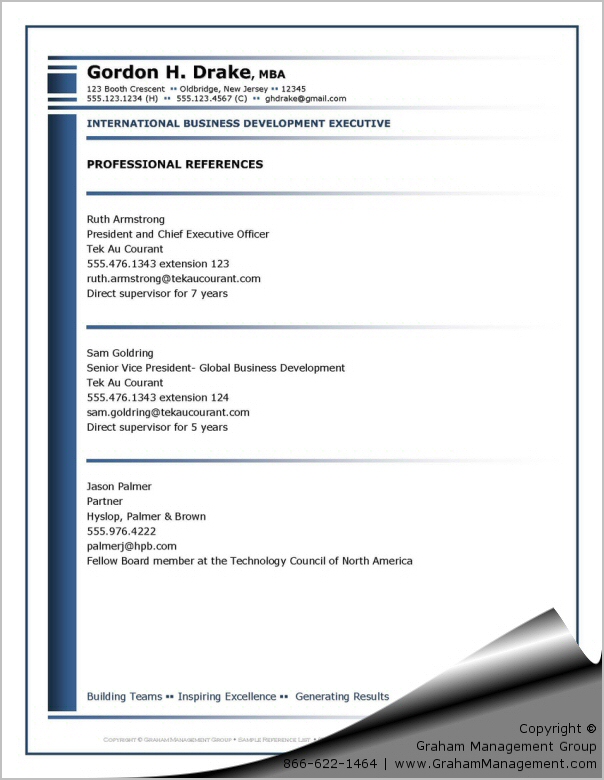 Gordon H. Drake, MBA
123 Booth Crescent ▪▪ Oldbridge, New Jersey ▪▪ 12345
555.123.1234 (H) ▪▪ 555.123.4567 (C) ▪▪ ghdrake@gmail.com
INTERNATIONAL BUSINESS DEVELOPMENT EXECUTIVE
PROFESSIONAL REFERENCES
Ruth Armstrong
President and Chief Executive Officer
Tek Au Courant
555.476.1343 extension 123
ruth.armstrong@tekaucourant.com
Direct supervisor for 7 years
Sam Goldring
Senior Vice President- Global Business Development
Tek Au Courant
555.476.1343 extension 124
sam.goldring@tekaucourant.com
Direct supervisor for 5 years
Jason Palmer
Partner
Hyslop, Palmer & Brown
555.976.4222
palmerj@hpb.com
Fellow Board member at the Technology Council of North America
Building Teams ▪▪ Inspiring Excellence ▪▪ Generating Results
Copyright © Graham Management Group • Sample Reference List •
Copyright ©
Graham Management Group
866-622-1464 | www.GrahamManagement.com